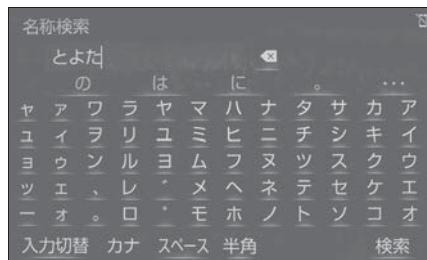 名称検索
とよた
の は に 。 ...
ャ ァ ワ ラ ヤ マ ハ ナ タ サ カ ア
ュ ィ ヲ リ ユ ミ ヒ ニ チ シ キ イ
ョ ゥ ン ル ヨ ム フ ヌ ツ ス ク ウ
ッ ェ 、 レ ゛ メ ヘ ネ テ セ ケ エ
ー ォ 。 ロ ゜ モ ホ ノ ト ソ コ オ
入力切替 カナ スペース 半角 検索